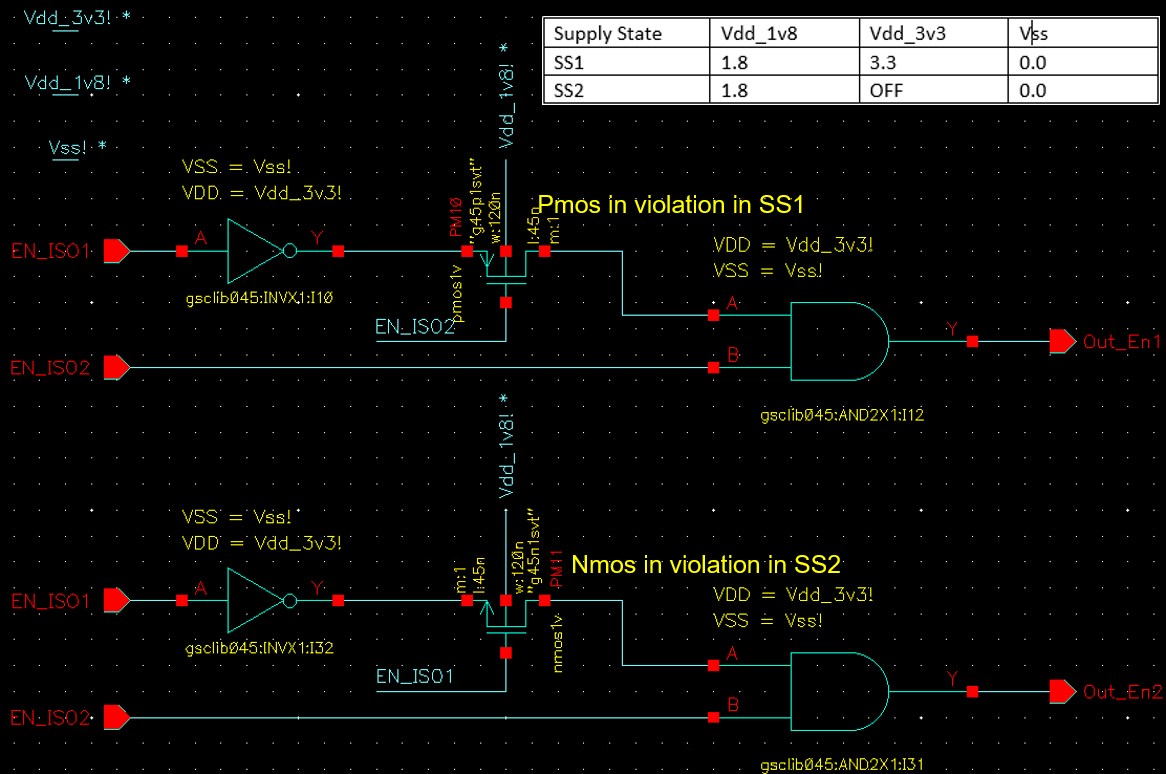 Vdd_3v3! *
Vdd_1v8! *
Vss! *
Supply State Vdd_1v8 Vdd_3v3 Vss
SS1 1.8 3.3 0.0
SS2 1.8 OFF 0.0
Vdd_1v8! *
VSS = Vss!
VDD = Vdd_3v3!
EN_ISO1
A
Y
gsclib045:INVX1:I10
PM10
"g45p1svt"
w:120n
l:45n
m:1
pmos1v
Pmos in violation in SS1
EN_ISO2
VDD = Vdd_3v3!
VSS = Vss!
A
B
Y
Out_En1
EN_ISO2
gsclib045:AND2X1:I12
Vdd_1v8! *
VSS = Vss!
VDD = Vdd_3v3!
EN_ISO1
A
Y
gsclib045:INVX1:I32
m:1
l:45n
w:120n
"g45n1svt"
PM11
nmos1v
Nmos in violation in SS2
EN_ISO1
VDD = Vdd_3v3!
VSS = Vss!
A
B
Y
Out_En2
EN_ISO2
gsclib045:AND2X1:I31